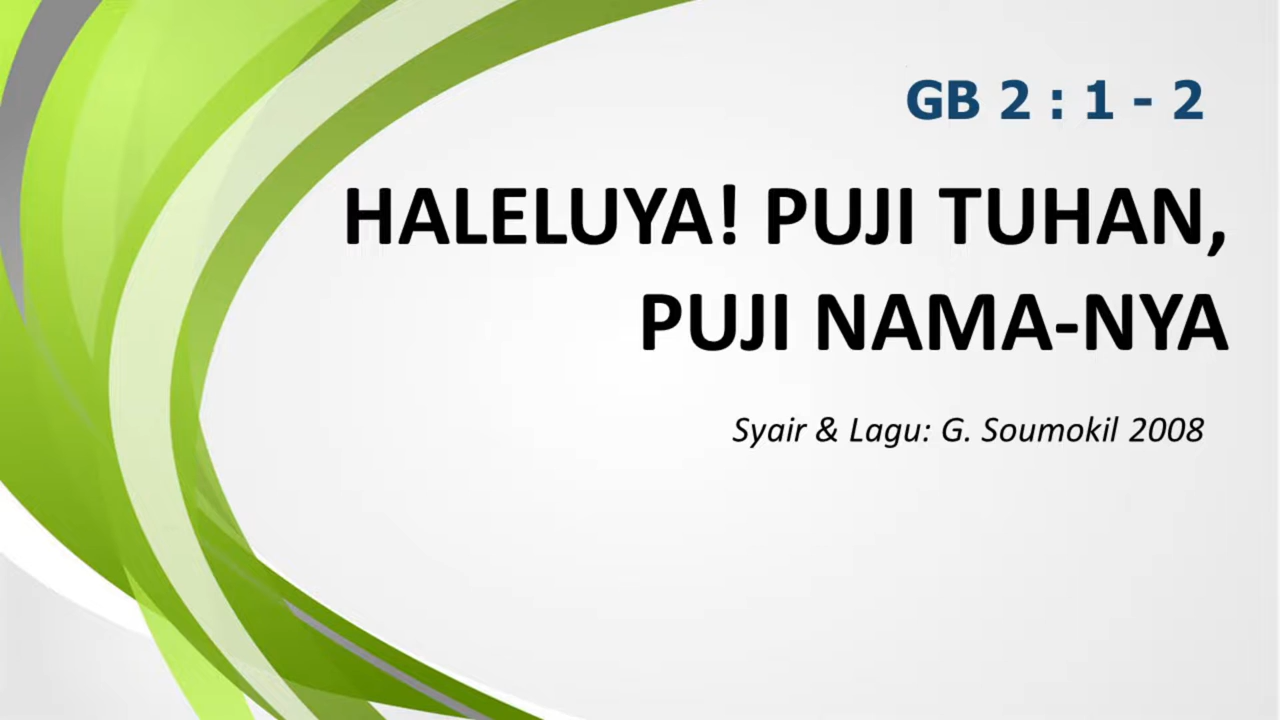 GB 2 : 1 - 2
HALELUYA! PUJI TUHAN,
PUJI NAMA-NYA
Syair & Lagu: G. Soumokil 2008